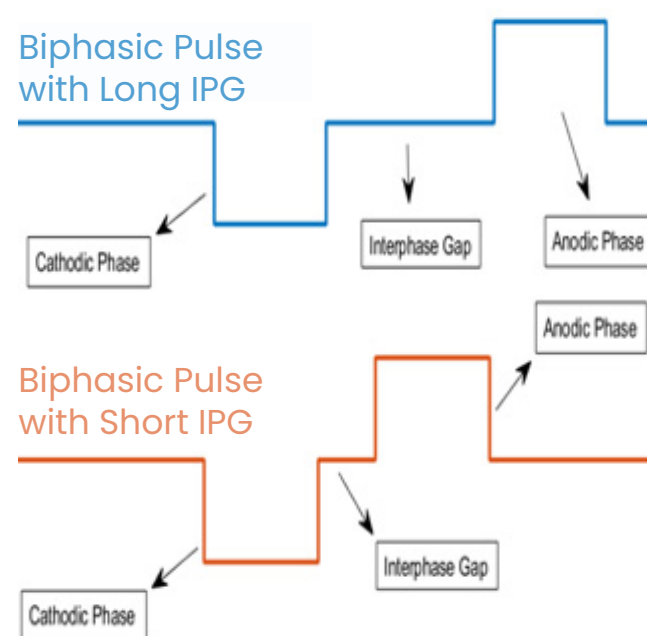 Biphasic Pulse
with Long IPG
Cathodic Phase
Interphase Gap
Anodic Phase
Anodic Phase
Biphasic Pulse
with Short IPG
Interphase Gap
Cathodic Phase